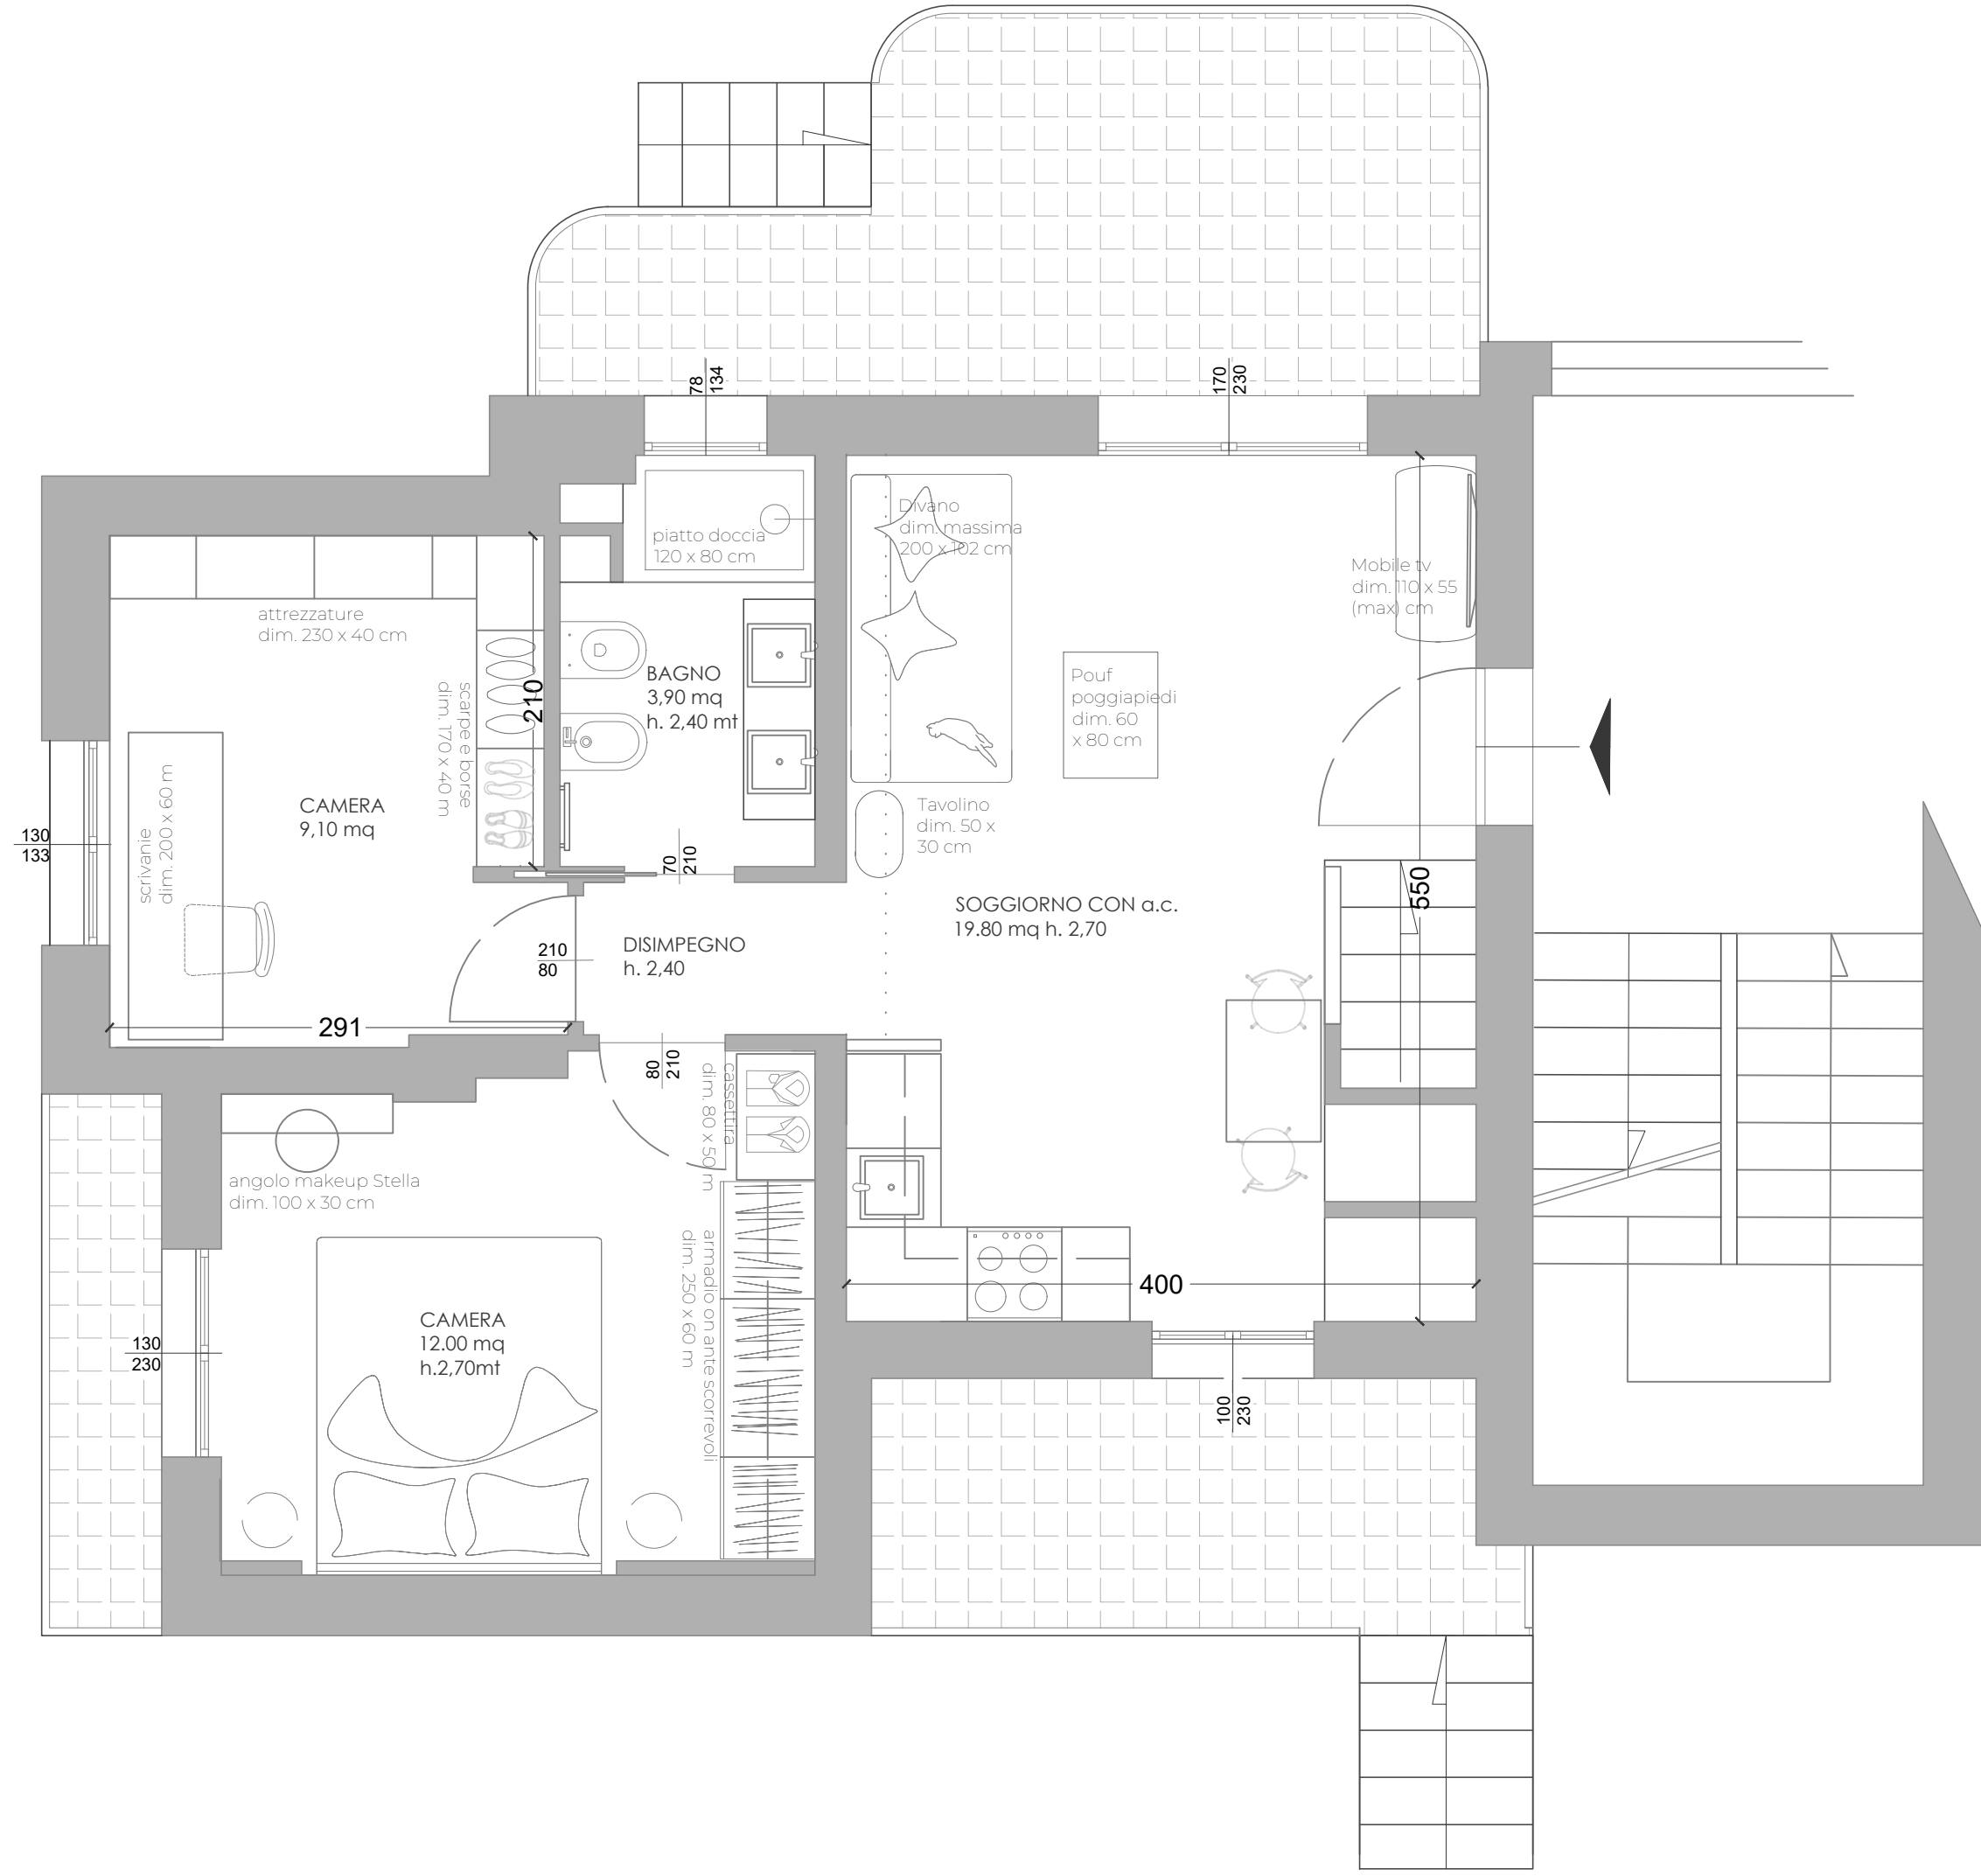 78
134
170
230
Divano
dim. massima
200 x 102 cm
piatto doccia
120 x 80 cm
Mobile tv
dim. 110 x 55
(max) cm
attrezzature
dim. 230 x 40 cm
scarpe e borse
dim. 170 x 40 m
210
BAGNO
3,90 mq
h. 2,40 mt
Pouf
poggiapiedi
dim. 60
x 80 cm
scrivanie
dim. 200 x 60 m
CAMERA
9,10 mq
Tavolino
dim. 50 x
30 cm
130
133
70
210
550
SOGGIORNO CON a.c.
19.80 mq h. 2,70
210
80
DISIMPEGNO
h. 2,40
291
80
210
cassettira
dim. 80 x 50 m
angolo makeup Stella
dim. 100 x 30 cm
armadio on ante scorrevoli
dim. 250 x 60 m
400
CAMERA
12.00 mq
h.2,70mt
130
230
100
230